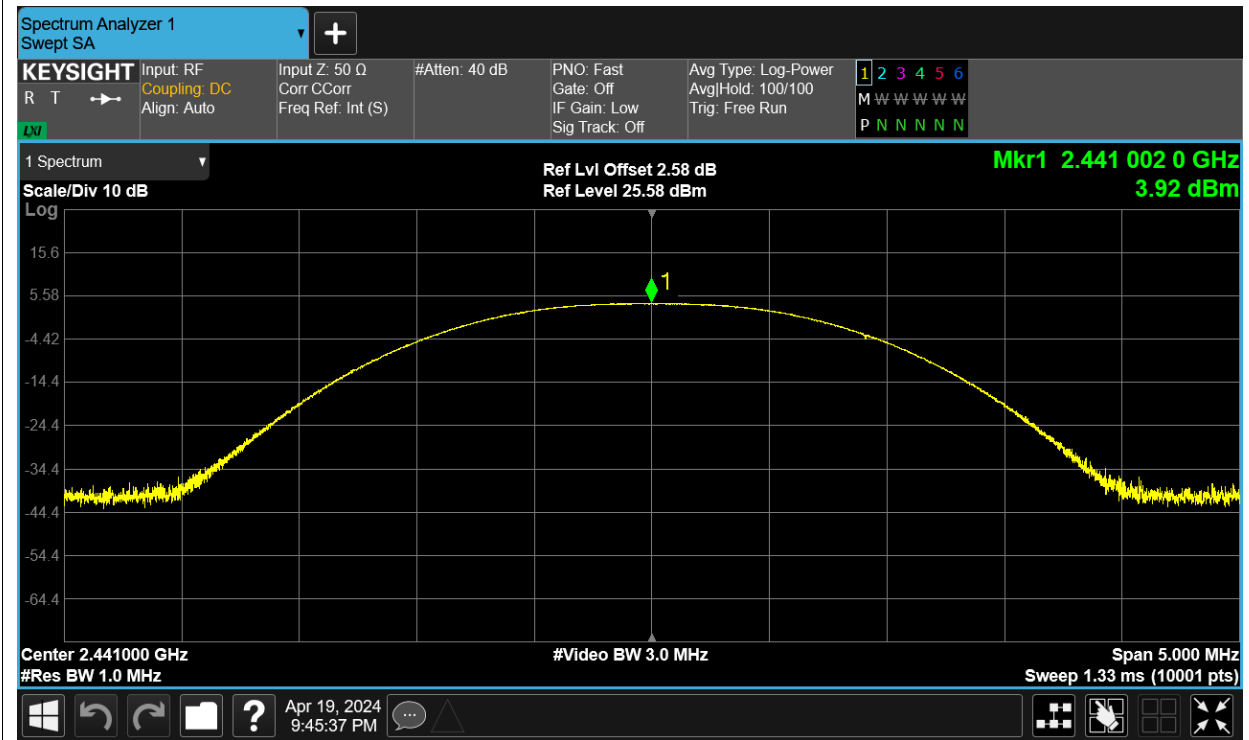 Spectrum Analyzer 1
Swept SA
+
KEYSIGHT
R T
LXI
Input: RF
Coupling: DC
Align: Auto
Input Z: 50 Ω
Corr CCorr
Freq Ref: Int (S)
#Atten: 40 dB
PNO: Fast
Gate: Off
IF Gain: Low
Sig Track: Off
Avg Type: Log-Power
Avg|Hold: 100/100
Trig: Free Run
1 2 3 4 5 6
M W W W W W
P N N N N N
1 Spectrum
Scale/Div 10 dB
Ref Lvl Offset 2.58 dB
Ref Level 25.58 dBm
Mkr1 2.441 002 0 GHz
3.92 dBm
Log
15.6
5.58
-4.42
-14.4
-24.4
-34.4
-44.4
-54.4
-64.4
1
Center 2.441000 GHz
#Res BW 1.0 MHz
#Video BW 3.0 MHz
Span 5.000 MHz
Sweep 1.33 ms (10001 pts)
?
Apr 19, 2024
9:45:37 PM